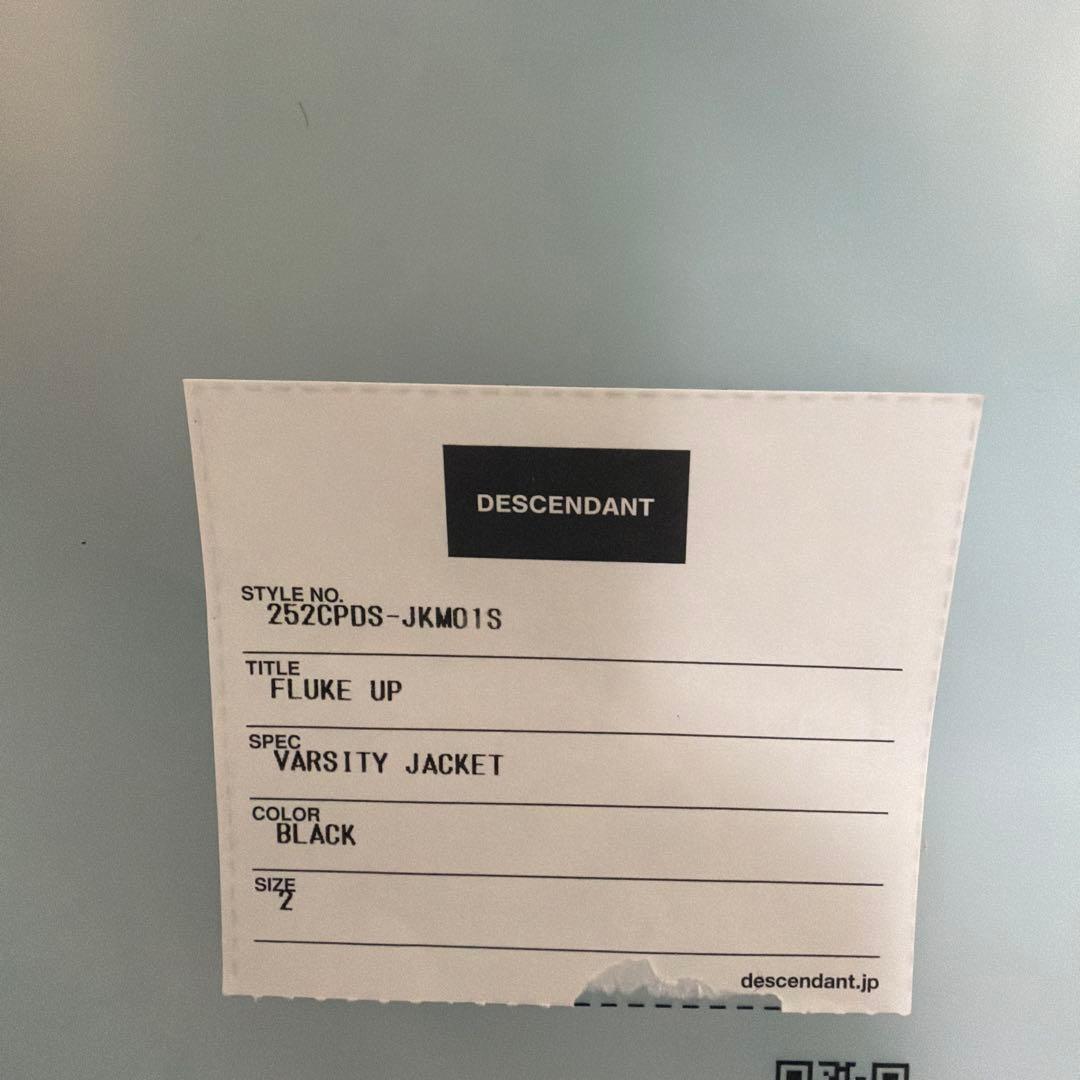 DESCENDANT
STYLE NO.
252CPDS-JKM01S
TITLE
FLUKE UP
SPEC
VARSITY JACKET
COLOR
BLACK
SIZE
2
descendant.jp